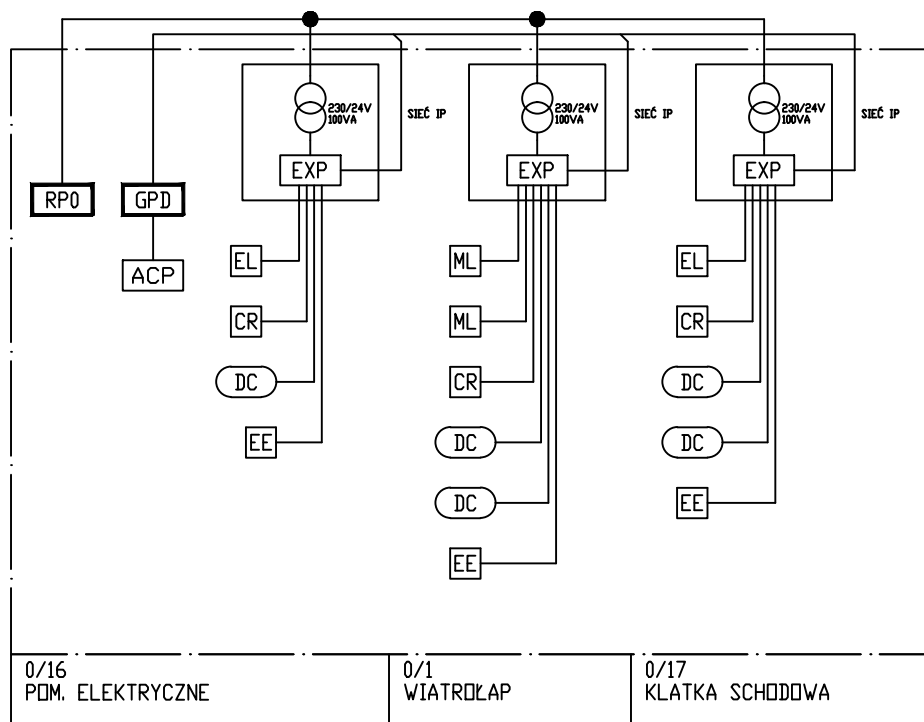 230/24V
100VA
SIEĆ IP
230/24V
100VA
SIEĆ IP
230/24V
100VA
SIEĆ IP
EXP
EXP
EXP
RP0
GPD
ACP
EL
CR
DC
EE
ML
ML
CR
DC
DC
EE
EL
CR
DC
DC
EE
0/16
POM. ELEKTRYCZNE
0/1
WIATROŁAP
0/17
KLATKA SCHODOWA